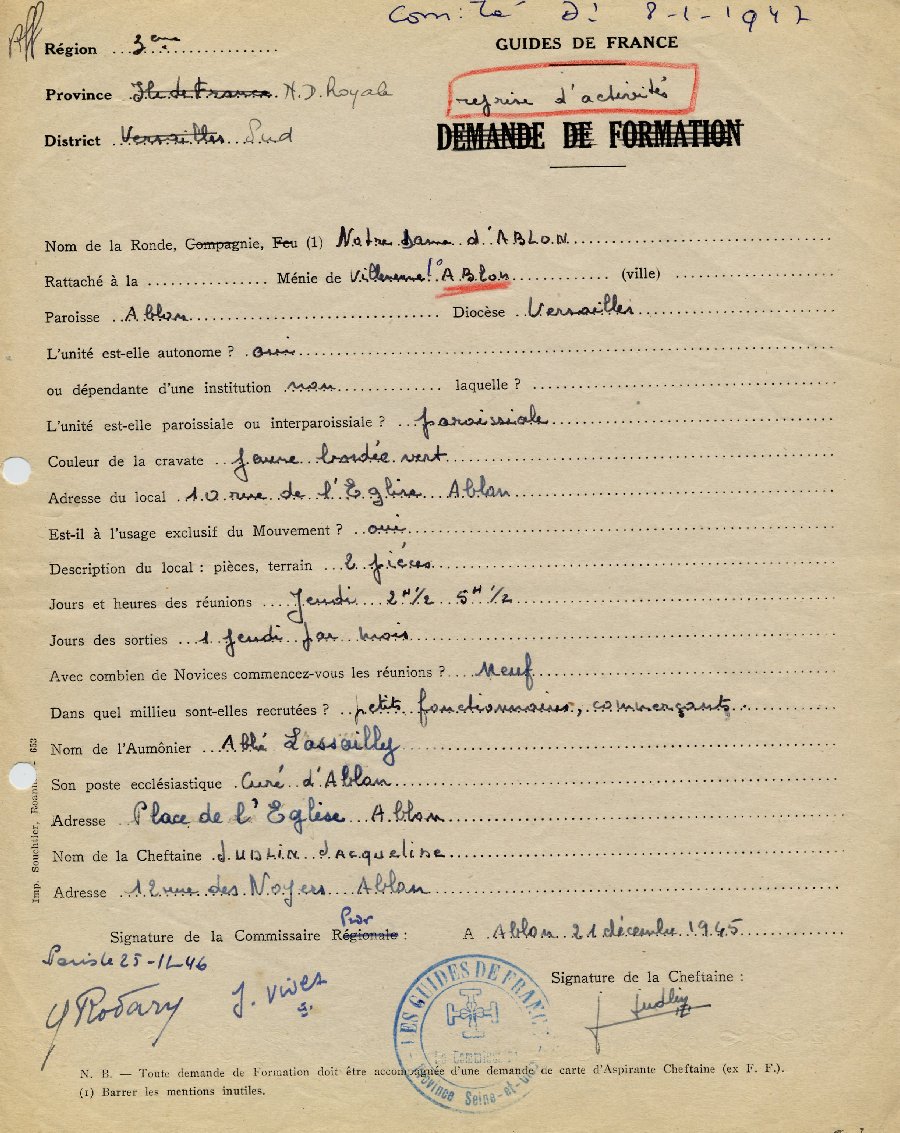 Comité Di 8-1-1947
Région 3eme
GUIDES DE FRANCE
Province Ile de France N.D. Royale
reprise d'activités
District Versailles Sud
DEMANDE DE FORMATION
Nom de la Ronde, Compagnie, Feu (1) Notre Dame d'ABLON
Rattaché à la Ménie de Villeneuve ABlon (ville)
Paroisse Ablon Diocèse Versailles
L'unité est-elle autonome ? oui
ou dépendante d'une institution non laquelle ?
L'unité est-elle paroissiale ou interparoissiale ? paroissiale
Couleur de la cravate jaune bordée vert
Adresse du local 10 rue de l'Eglise Ablon
Est-il à l'usage exclusif du Mouvement ? oui
Description du local : pièces, terrain 2 pièces
Jours et heures des réunions Jeudi 2H1/2 5H1/2
Jours des sorties 1 jeudi par mois
Avec combien de Novices commencez-vous les réunions ? Neuf
Dans quel millieu sont-elles recrutées ? petits fonctionnaires, commerçants
Nom de l'Aumônier Abbé Lassailly
Son poste ecclésiastique Curé d'Ablon
Adresse Place de l'Eglise Ablon
Nom de la Cheftaine JUDLIN Jacqueline
Adresse 12 rue des Noyers Ablon
Signature de la Commissaire Régionale : Prov
A Ablon 21 décembre 1945
Paris le 25-11-46
Signature de la Cheftaine :
Y Rodary J. Vivet
J Judlin
LES GUIDES DE FRANCE
Province Seine-et-
N. B. — Toute demande de Formation doit être accompagnée d'une demande de carte d'Aspirante Cheftaine (ex F. F.).
(1) Barrer les mentions inutiles.
Imp. Souchier, Roanne - 653